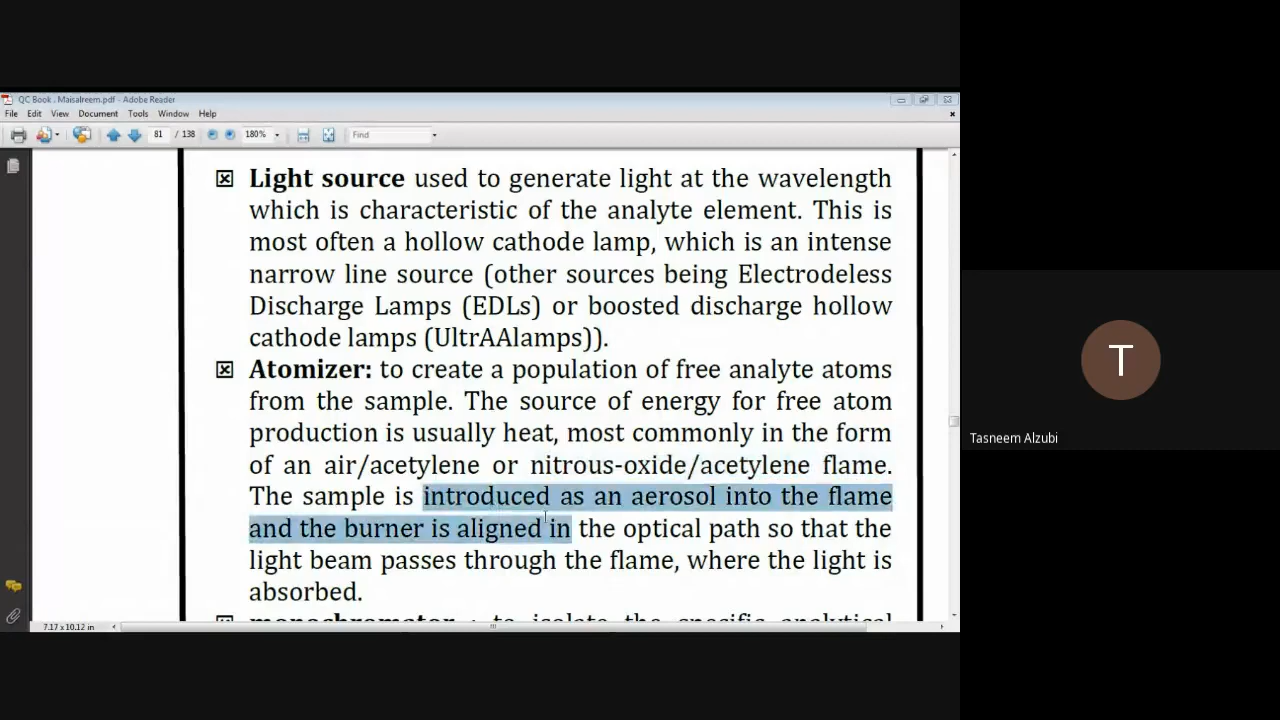 QC Book . Maisalreem.pdf - Adobe Reader
File Edit View Document Tools Window Help
81 / 138 180% Find
☒ Light source used to generate light at the wavelength
which is characteristic of the analyte element. This is
most often a hollow cathode lamp, which is an intense
narrow line source (other sources being Electrodeless
Discharge Lamps (EDLs) or boosted discharge hollow
cathode lamps (UltrAAlamps)).
☒ Atomizer: to create a population of free analyte atoms
from the sample. The source of energy for free atom
production is usually heat, most commonly in the form
of an air/acetylene or nitrous-oxide/acetylene flame.
The sample is introduced as an aerosol into the flame
and the burner is aligned in the optical path so that the
light beam passes through the flame, where the light is
absorbed.
monochromator : to isolate the specific analytical
7.17 x 10.12 in
T
Tasneem Alzubi